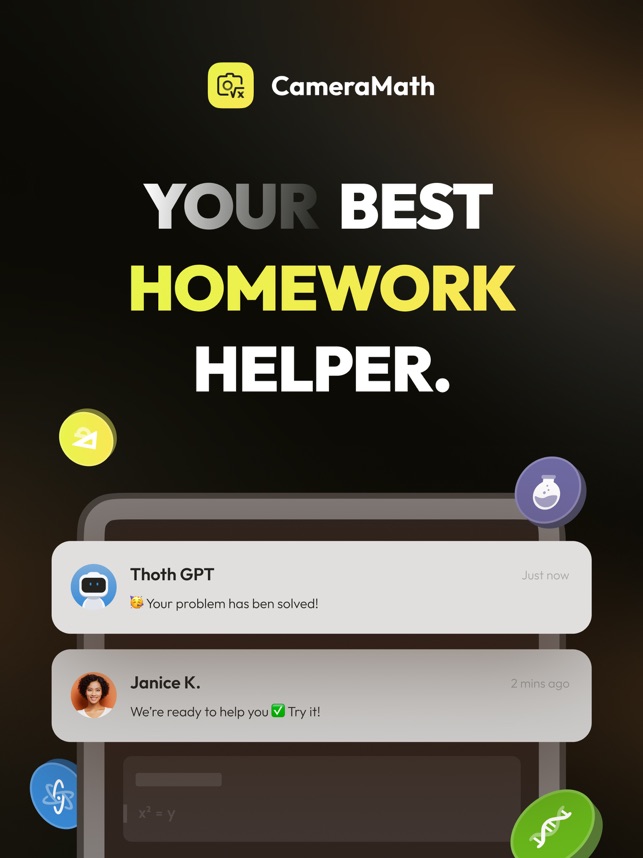 CameraMath
YOUR BEST
HOMEWORK
HELPER.
Thoth GPT
Just now
🥳 Your problem has ben solved!
Janice K.
2 mins ago
We're ready to help you ✅ Try it!
x² = y